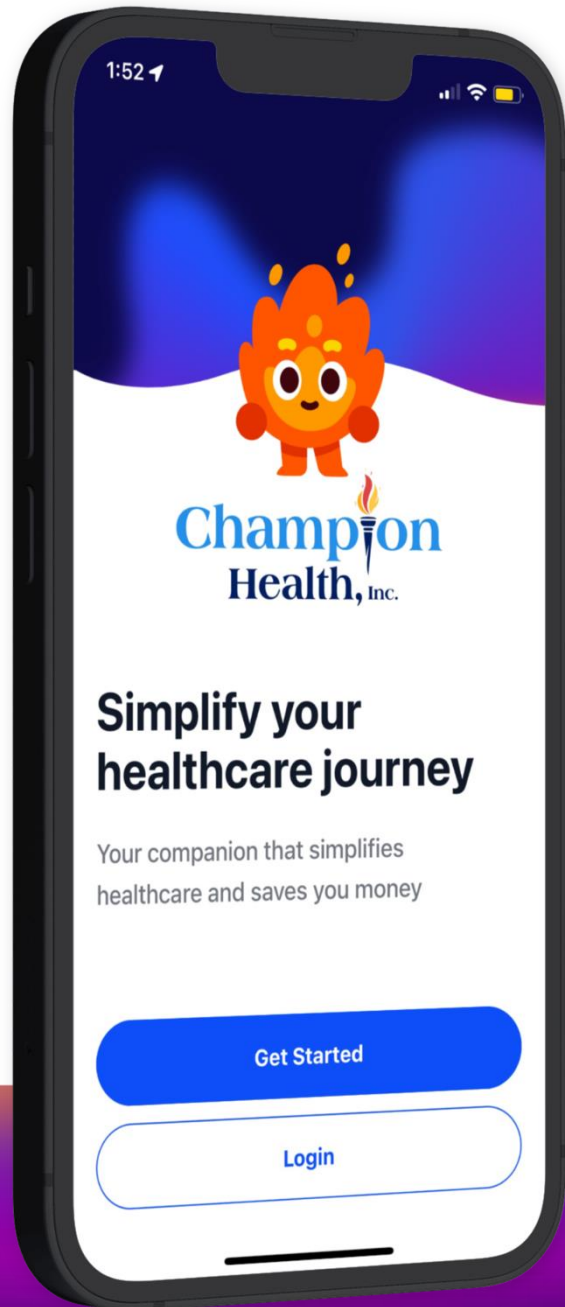 1:52
Champion
Health, Inc.
Simplify your
healthcare journey
Your companion that simplifies
healthcare and saves you money
Get Started
Login